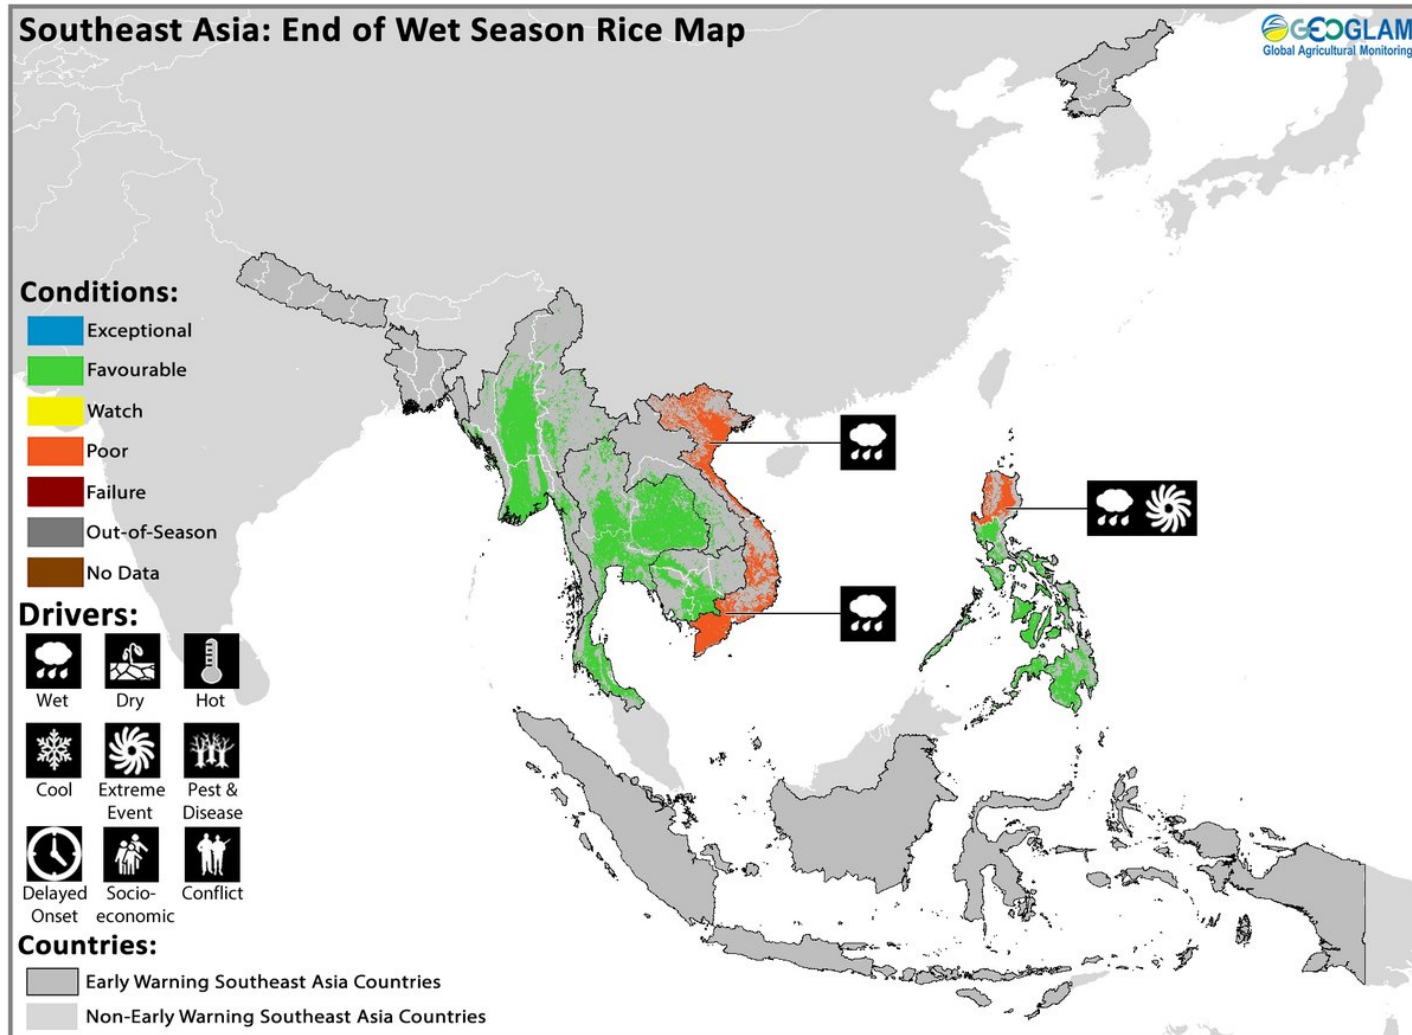 Southeast Asia: End of Wet Season Rice Map
GEOGLAM
Global Agricultural Monitoring
Conditions:
Exceptional
Favourable
Watch
Poor
Failure
Out-of-Season
No Data
Drivers:
Wet
Dry
Hot
Cool
Extreme
Event
Pest &
Disease
Delayed
Onset
Socio-
economic
Conflict
Countries:
Early Warning Southeast Asia Countries
Non-Early Warning Southeast Asia Countries